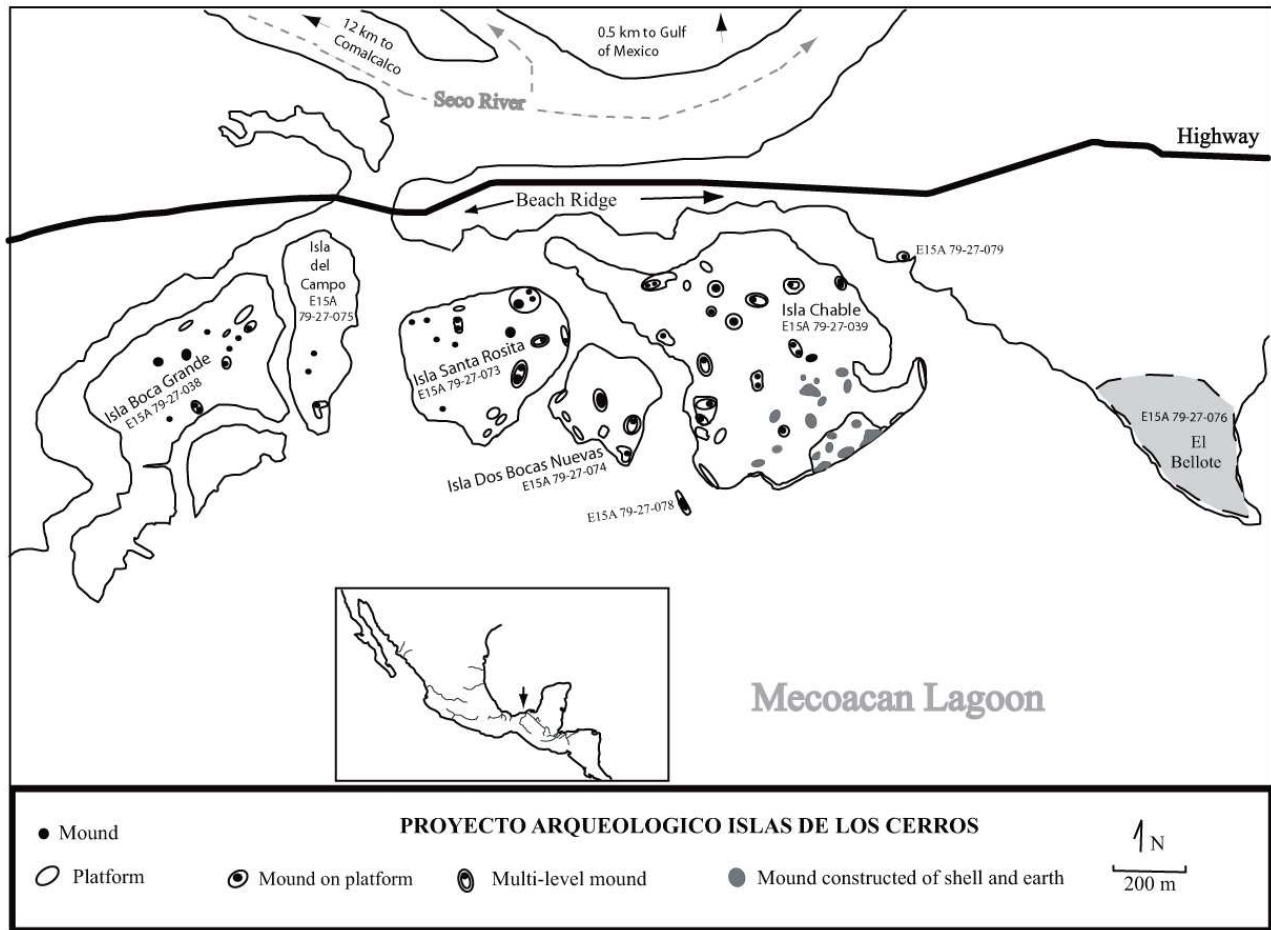 12 km to
Comalcalco
0.5 km to Gulf
of Mexico
Seco River
Highway
Beach Ridge
Isla
del
Campo
E15A
79-27-075
E15A 79-27-079
Isla Chable
E15A 79-27-039
Isla Santa Rosita
E15A 79-27-073
Isla Boca Grande
E15A 79-27-038
Isla Dos Bocas Nuevas
E15A 79-27-074
E15A 79-27-078
E15A 79-27-076
El
Bellote
Mecoacan Lagoon
PROYECTO ARQUEOLOGICO ISLAS DE LOS CERROS
Mound
Platform
Mound on platform
Multi-level mound
Mound constructed of shell and earth
N
200 m